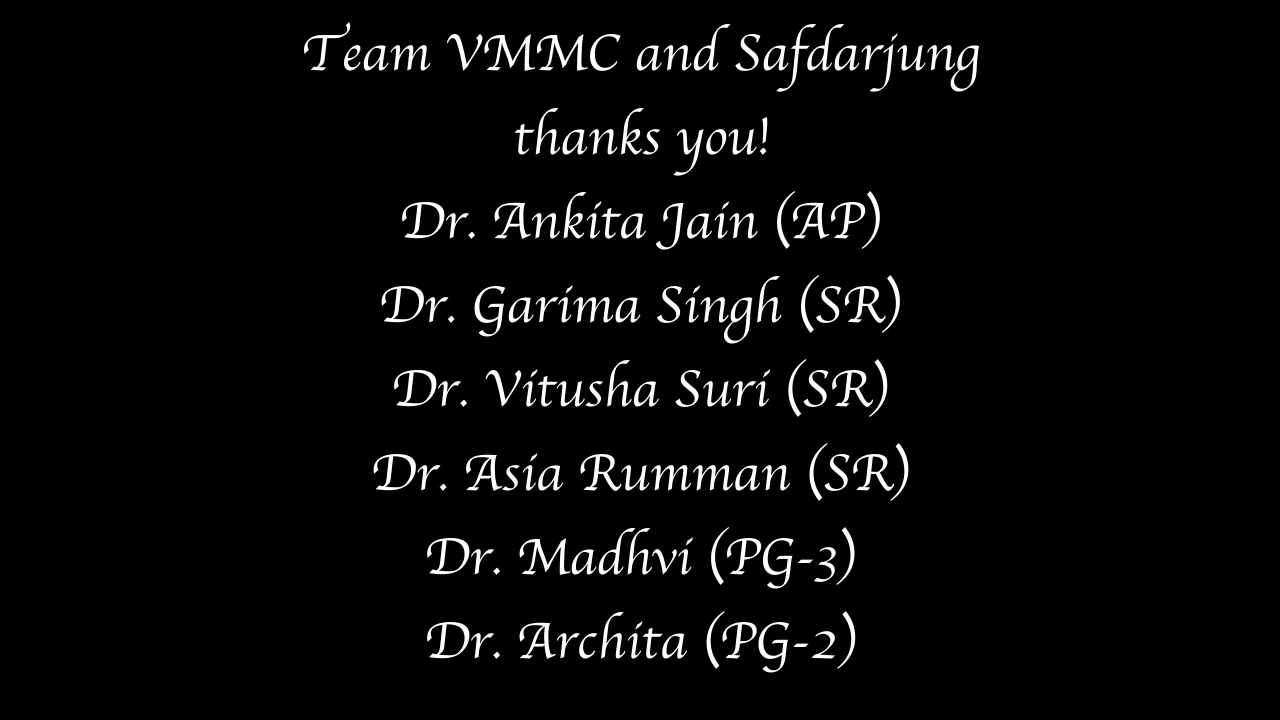 Team VMMC and Safdarjung
thanks you!
Dr. Ankita Jain (AP)
Dr. Garima Singh (SR)
Dr. Vitusha Suri (SR)
Dr. Asia Rumman (SR)
Dr. Madhvi (PG-3)
Dr. Archita (PG-2)